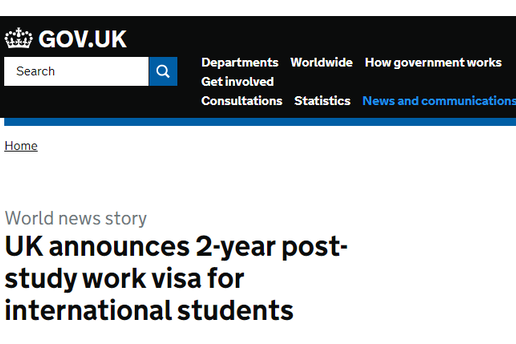 GOV.UK
Search
Departments Worldwide How government works
Get involved
Consultations Statistics News and communications
Home
World news story
UK announces 2-year post-
study work visa for
international students